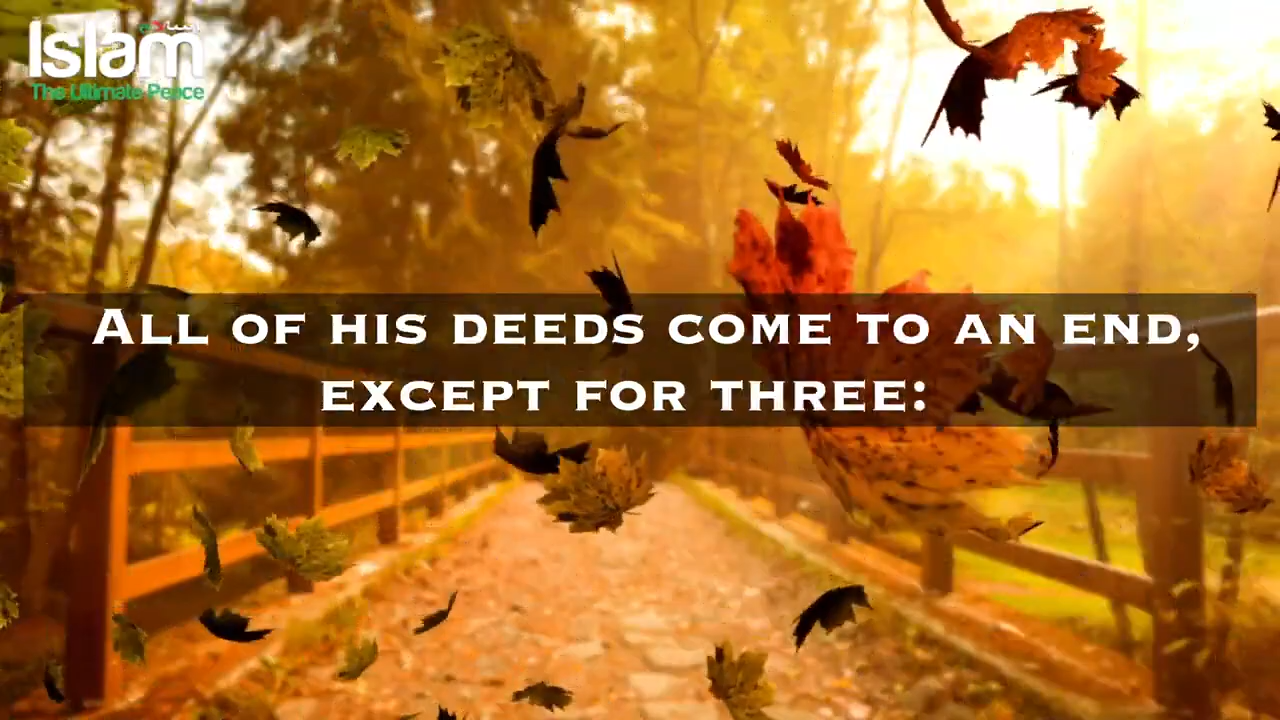 Islam
The Ultimate Peace
ALL OF HIS DEEDS COME TO AN END,
EXCEPT FOR THREE: